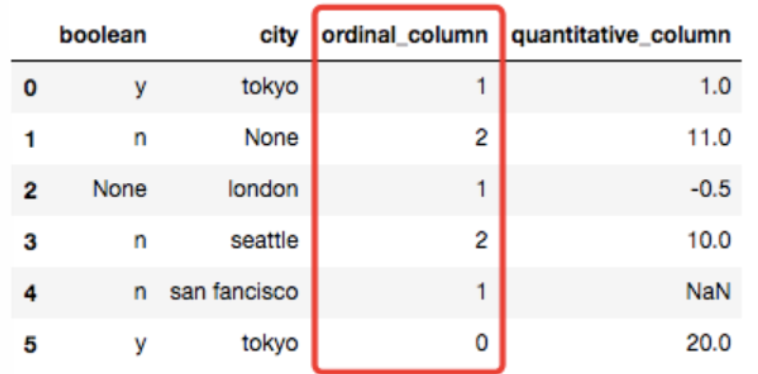 boolean city ordinal_column quantitative_column
0 y tokyo 1 1.0
1 n None 2 11.0
2 None london 1 -0.5
3 n seattle 2 10.0
4 n san fancisco 1 NaN
5 y tokyo 0 20.0